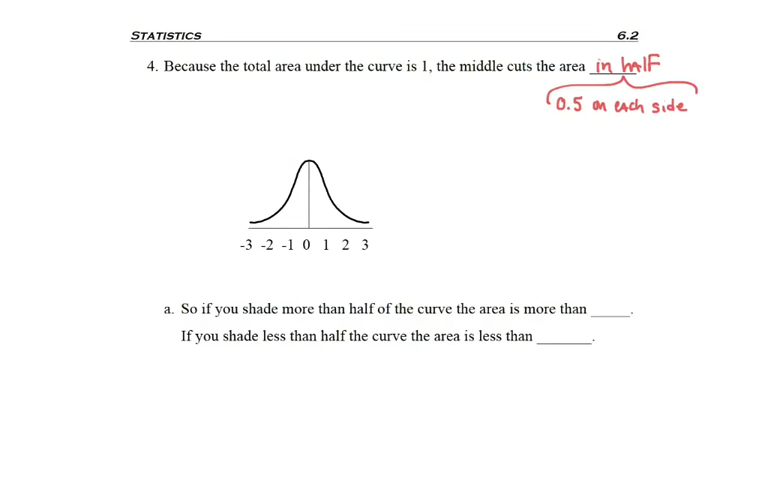 STATISTICS 6.2
4. Because the total area under the curve is 1, the middle cuts the area in half
0.5 on each side
-3 -2 -1 0 1 2 3
a. So if you shade more than half of the curve the area is more than _____.
If you shade less than half the curve the area is less than _______.